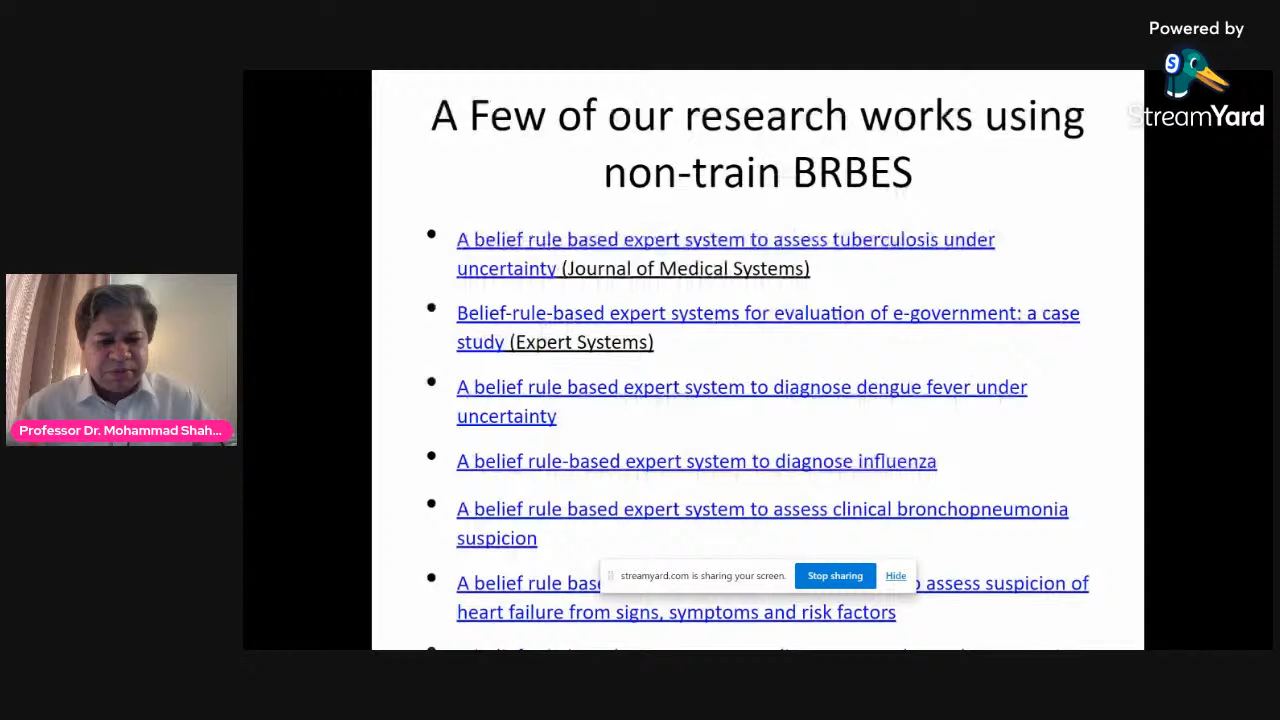 Powered by
StreamYard
A Few of our research works using
non-train BRBES
• A belief rule based expert system to assess tuberculosis under
uncertainty (Journal of Medical Systems)
• Belief-rule-based expert systems for evaluation of e-government: a case
study (Expert Systems)
• A belief rule based expert system to diagnose dengue fever under
uncertainty
• A belief rule-based expert system to diagnose influenza
• A belief rule based expert system to assess clinical bronchopneumonia
suspicion
• A belief rule to assess suspicion of
heart failure from signs, symptoms and risk factors
streamyard.com is sharing your screen. Stop sharing Hide
Professor Dr. Mohammad Shah...